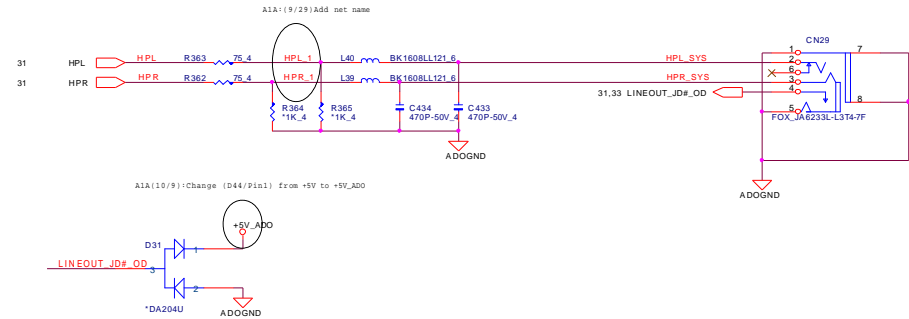 A1A:(9/29)Add net name
CN29
31 HPL HPL R363 75_4 HPL_1 L40 BK1608LL121_6 HPL_SYS 1 7
2
31 HPR HPR R362 75_4 HPR_1 L39 BK1608LL121_6 HPR_SYS 6
3
31,33 LINEOUT_JD#_OD 4
8
R364 R365 C434 C433 5
*1K_4 *1K_4 470P-50V_4 470P-50V_4 FOX_JA6233L-L3T4-7F
ADOGND
ADOGND
A1A(10/9):Change (D44/Pin1) from +5V to +5V_ADO
+5V_ADO
D31
1
LINEOUT_JD#_OD 3
2
*DA204U
ADOGND